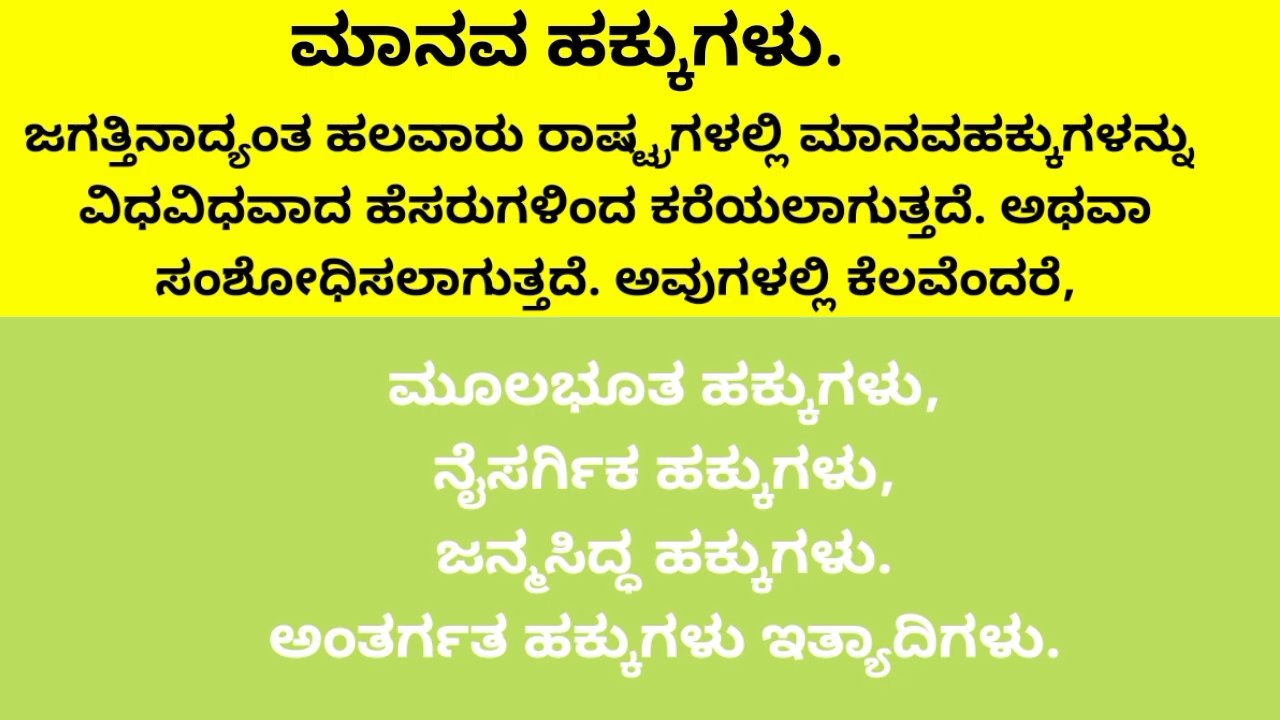 ಮಾನವ ಹಕ್ಕುಗಳು.
ಜಗತ್ತಿನಾದ್ಯಂತ ಹಲವಾರು ರಾಷ್ಟ್ರಗಳಲ್ಲಿ ಮಾನವಹಕ್ಕುಗಳನ್ನು
ವಿಧವಿಧವಾದ ಹೆಸರುಗಳಿಂದ ಕರೆಯಲಾಗುತ್ತದೆ. ಅಥವಾ
ಸಂಶೋಧಿಸಲಾಗುತ್ತದೆ. ಅವುಗಳಲ್ಲಿ ಕೆಲವೆಂದರೆ,
ಮೂಲಭೂತ ಹಕ್ಕುಗಳು,
ನೈಸರ್ಗಿಕ ಹಕ್ಕುಗಳು,
ಜನ್ಮಸಿದ್ಧ ಹಕ್ಕುಗಳು.
ಅಂತರ್ಗತ ಹಕ್ಕುಗಳು ಇತ್ಯಾದಿಗಳು.